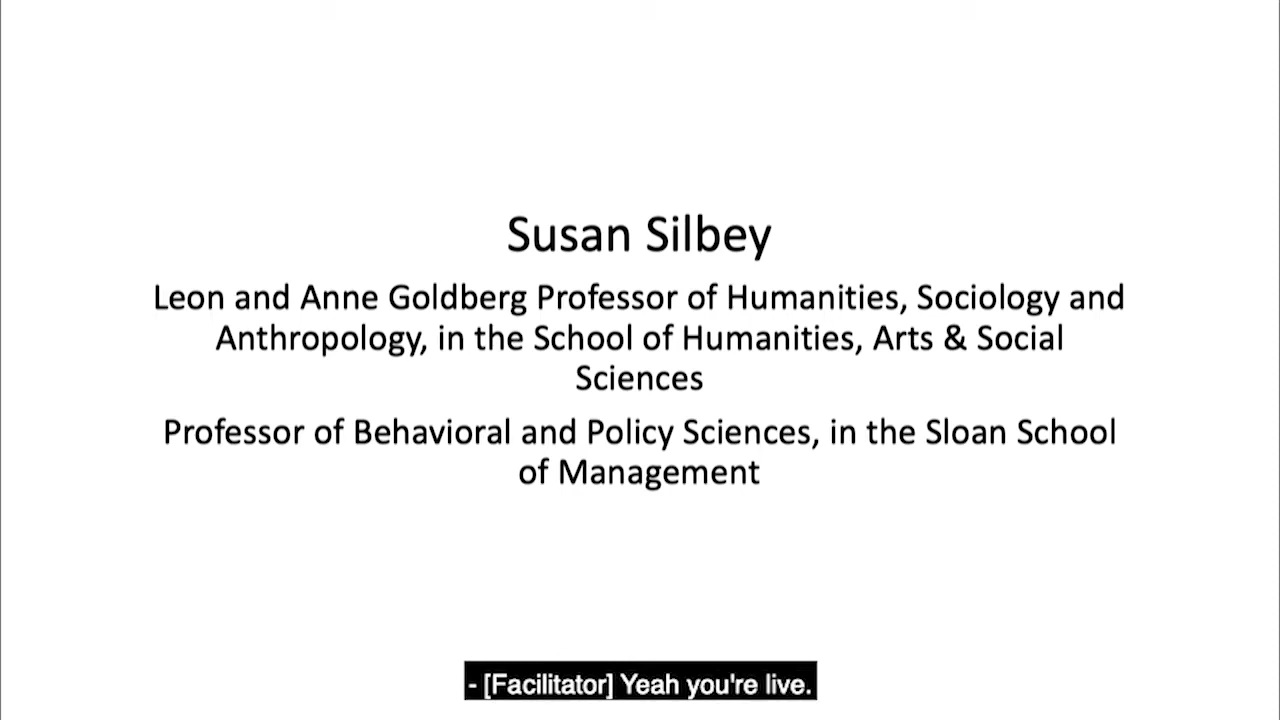 Susan Silbey
Leon and Anne Goldberg Professor of Humanities, Sociology and
Anthropology, in the School of Humanities, Arts & Social
Sciences
Professor of Behavioral and Policy Sciences, in the Sloan School
of Management
- [Facilitator] Yeah you're live.